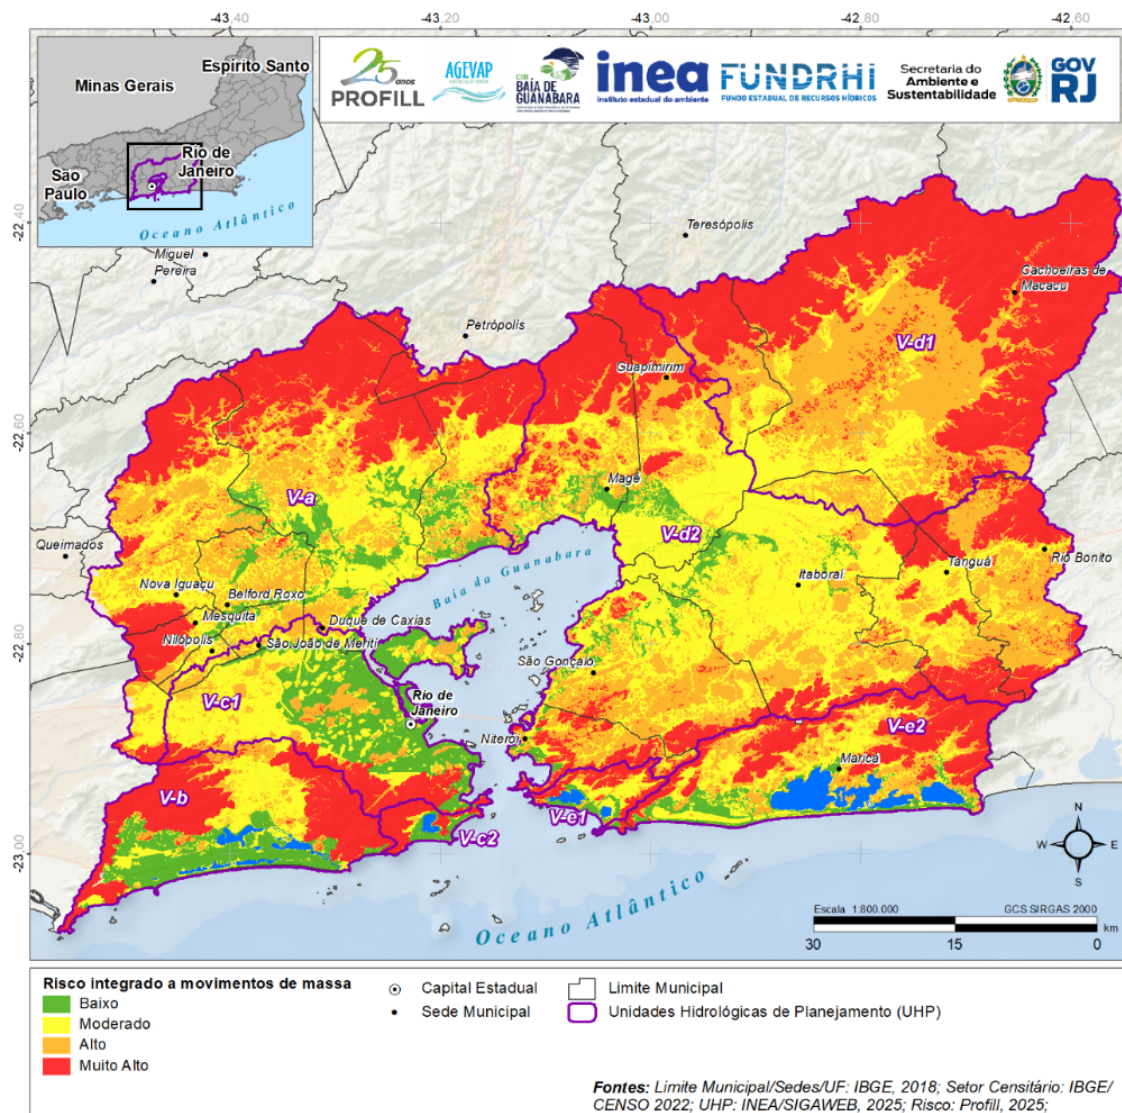 -43,40
-43,20
-43,00
-42,80
-42,60
Espírito Santo
Minas Gerais
Rio de
Janeiro
São
Paulo
Oceano Atlântico
25 anos
PROFILL
AGEVAP
BAÍA DE
GUANABARA
inea
instituto estadual do ambiente
FUNDRHI
FUNDO ESTADUAL DE RECURSOS HÍDRICOS
Secretaria do
Ambiente e
Sustentabilidade
GOV
RJ
-22,40
Teresópolis
Miguel
Pereira
Cachoeiras de
Macacu
Petrópolis
V-d1
Guapimirim
-22,60
Magé
V-a
V-d2
Queimados
Baía da Guanabara
Rio Bonito
Tanguá
Itaboraí
Nova Iguaçu
Belford Roxo
Mesquita
Duque de Caxias
-22,80
Nilópolis
São João de Meriti
São Gonçalo
V-c1
Rio de
Janeiro
V-e2
Niterói
Maricá
V-b
V-e1
V-c2
-23,00
N
W
E
S
Oceano Atlântico
Escala 1:800.000
GCS SIRGAS 2000
km
30
15
0
Risco integrado a movimentos de massa
Baixo
Moderado
Alto
Muito Alto
Capital Estadual
Sede Municipal
Limite Municipal
Unidades Hidrológicas de Planejamento (UHP)
Fontes: Limite Municipal/Sedes/UF: IBGE, 2018; Setor Censitário: IBGE/
CENSO 2022; UHP: INEA/SIGAWEB, 2025; Risco: Profill, 2025;